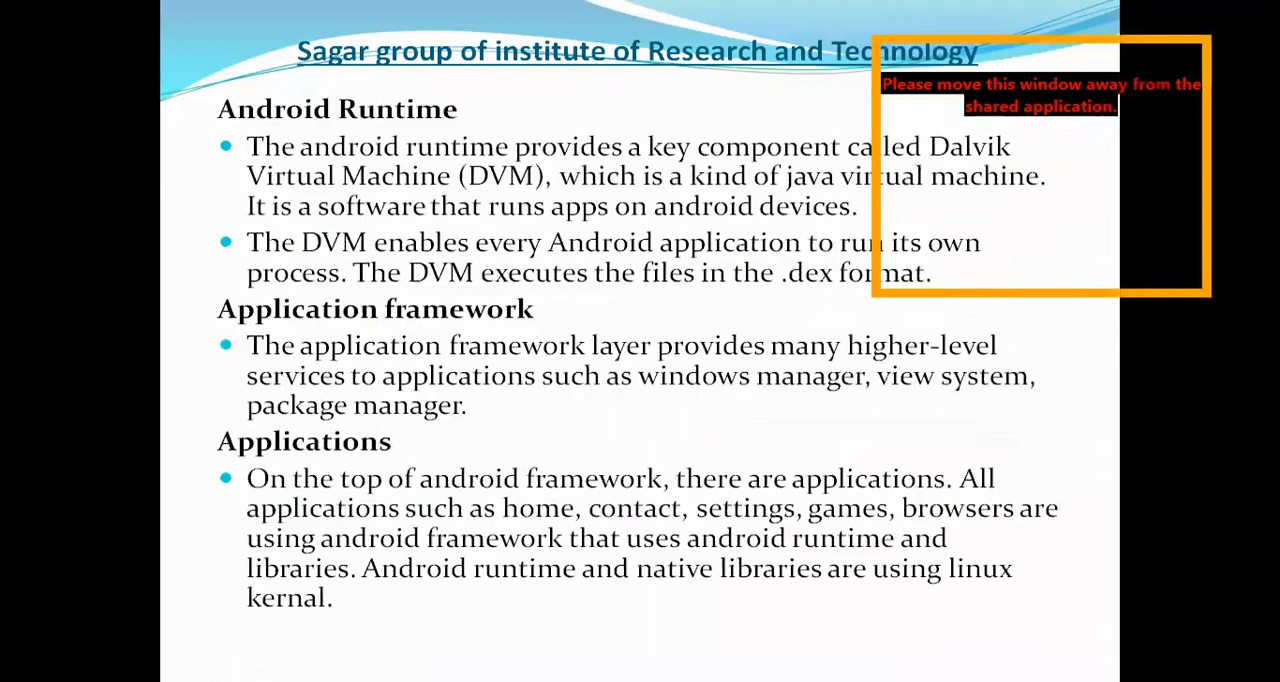 Sagar group of institute of Research and Technology
Please move this window away from the
shared application.
Android Runtime
The android runtime provides a key component called Dalvik
Virtual Machine (DVM), which is a kind of java virtual machine.
It is a software that runs apps on android devices.
The DVM enables every Android application to run its own
process. The DVM executes the files in the .dex format.
Application framework
The application framework layer provides many higher-level
services to applications such as windows manager, view system,
package manager.
Applications
On the top of android framework, there are applications. All
applications such as home, contact, settings, games, browsers are
using android framework that uses android runtime and
libraries. Android runtime and native libraries are using linux
kernal.